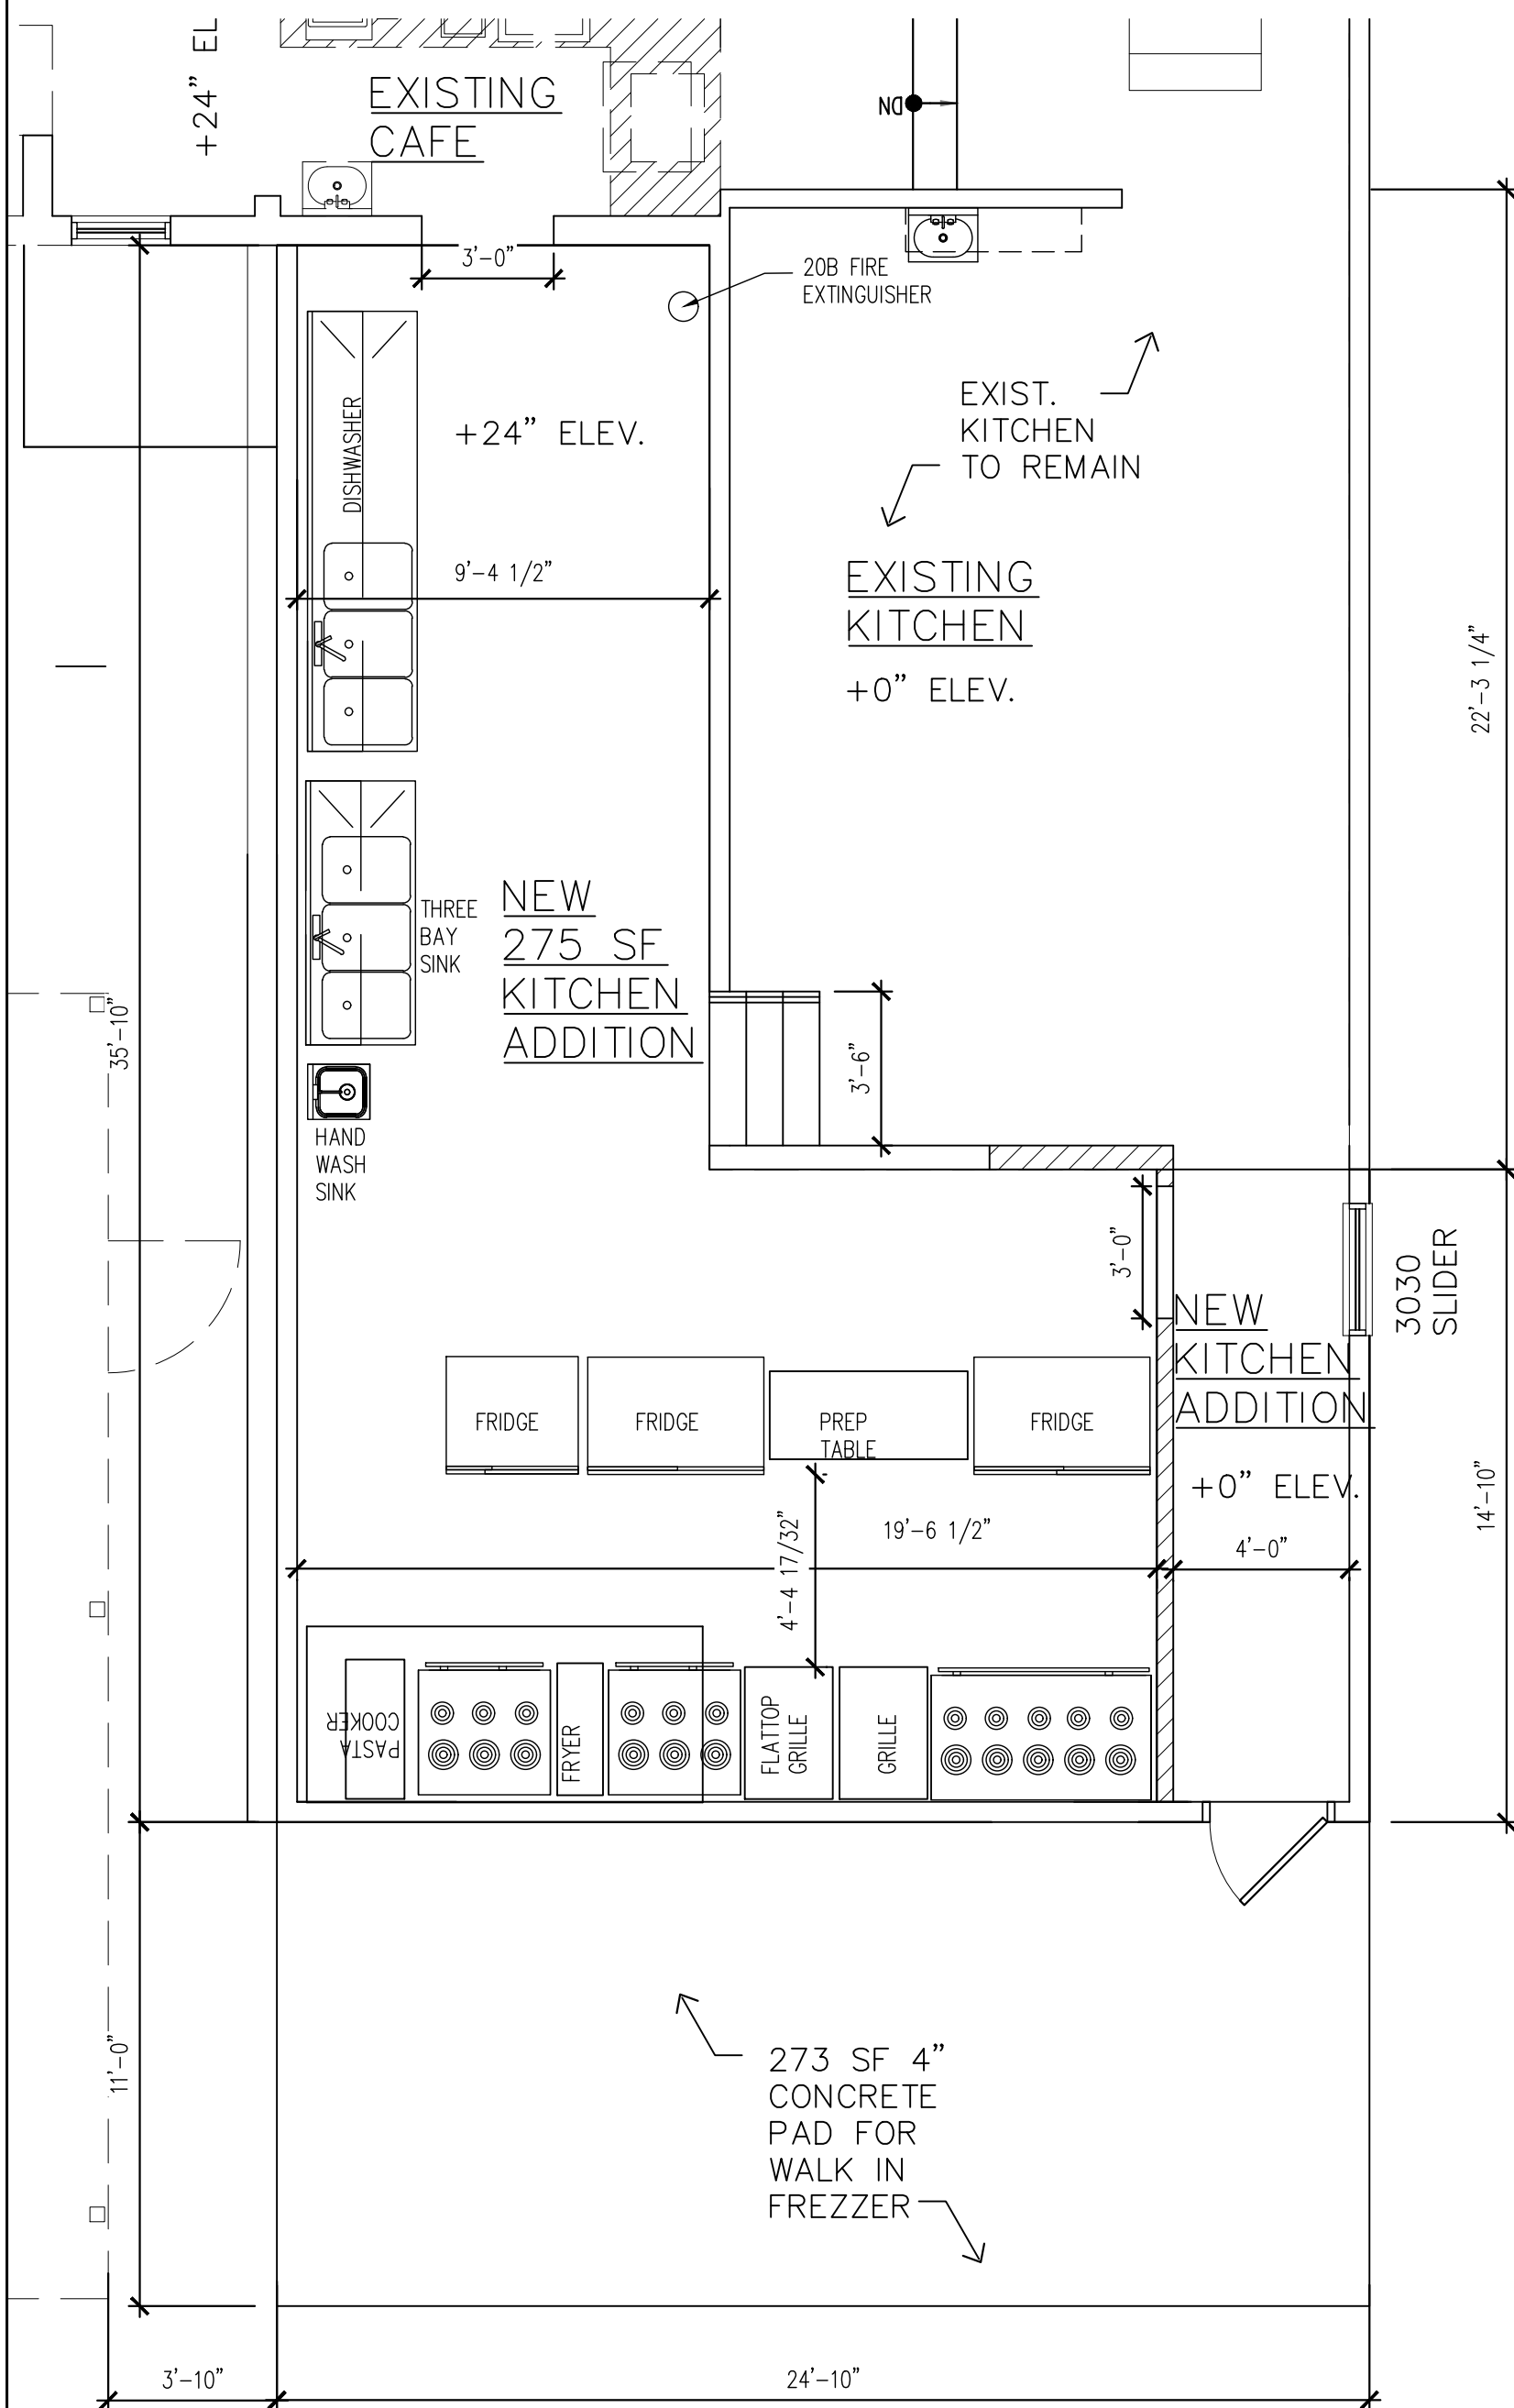 +24” EL
EXISTING
CAFE
DN
3’-0”
20B FIRE
EXTINGUISHER
DISHWASHER
+24” ELEV.
EXIST.
KITCHEN
TO REMAIN
9’-4 1/2”
EXISTING
KITCHEN
+0” ELEV.
22’-3 1/4”
THREE
BAY
SINK
NEW
275 SF
KITCHEN
ADDITION
35’-10”
3’-6”
HAND
WASH
SINK
3’-0”
3030
SLIDER
NEW
KITCHEN
ADDITION
+0” ELEV.
FRIDGE
FRIDGE
PREP
TABLE
FRIDGE
14’-10”
4’-4 17/32”
19’-6 1/2”
4’-0”
PASTA
COOKER
FRYER
FLATTOP
GRILLE
GRILLE
11’-0”
273 SF 4”
CONCRETE
PAD FOR
WALK IN
FREZZER
3’-10”
24’-10”